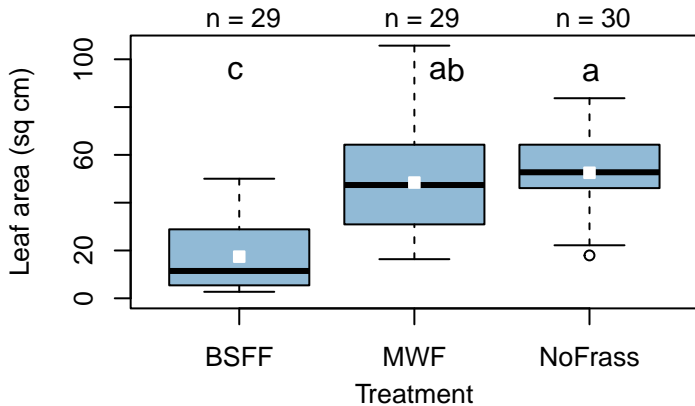 n = 29 n = 29 n = 30
c ab a
Leaf area (sq cm)
100
60
20
0
BSFF MWF NoFrass
Treatment